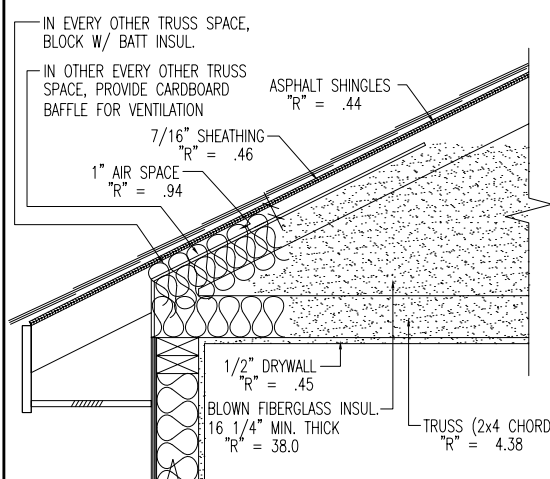 IN EVERY OTHER TRUSS SPACE,
BLOCK W/ BATT INSUL.
IN OTHER EVERY OTHER TRUSS
SPACE, PROVIDE CARDBOARD
BAFFLE FOR VENTILATION
ASPHALT SHINGLES
"R" = .44
7/16" SHEATHING
"R" = .46
1" AIR SPACE
"R" = .94
1/2" DRYWALL
"R" = .45
BLOWN FIBERGLASS INSUL.
16 1/4" MIN. THICK
"R" = 38.0
TRUSS (2x4 CHORD
"R" = 4.38